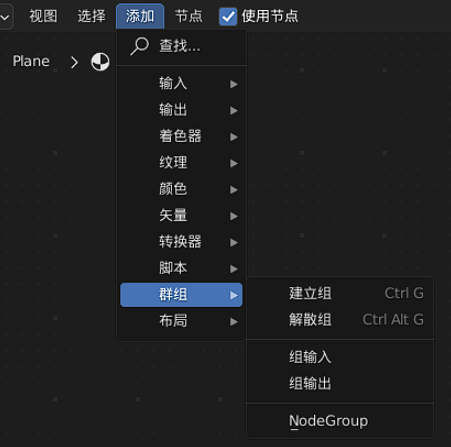 视图 选择 添加 节点 使用节点
查找...
Plane
输入
输出
着色器
纹理
颜色
矢量
转换器
脚本
群组
布局
建立组 Ctrl G
解散组 Ctrl Alt G
组输入
组输出
NodeGroup